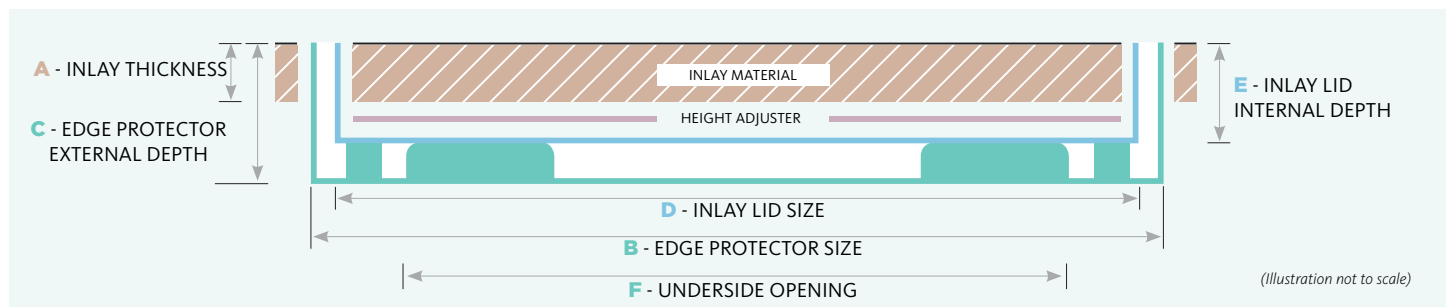 A - INLAY THICKNESS
C - EDGE PROTECTOR
EXTERNAL DEPTH
INLAY MATERIAL
HEIGHT ADJUSTER
E - INLAY LID
INTERNAL DEPTH
D - INLAY LID SIZE
B - EDGE PROTECTOR SIZE
F - UNDERSIDE OPENING
(Illustration not to scale)